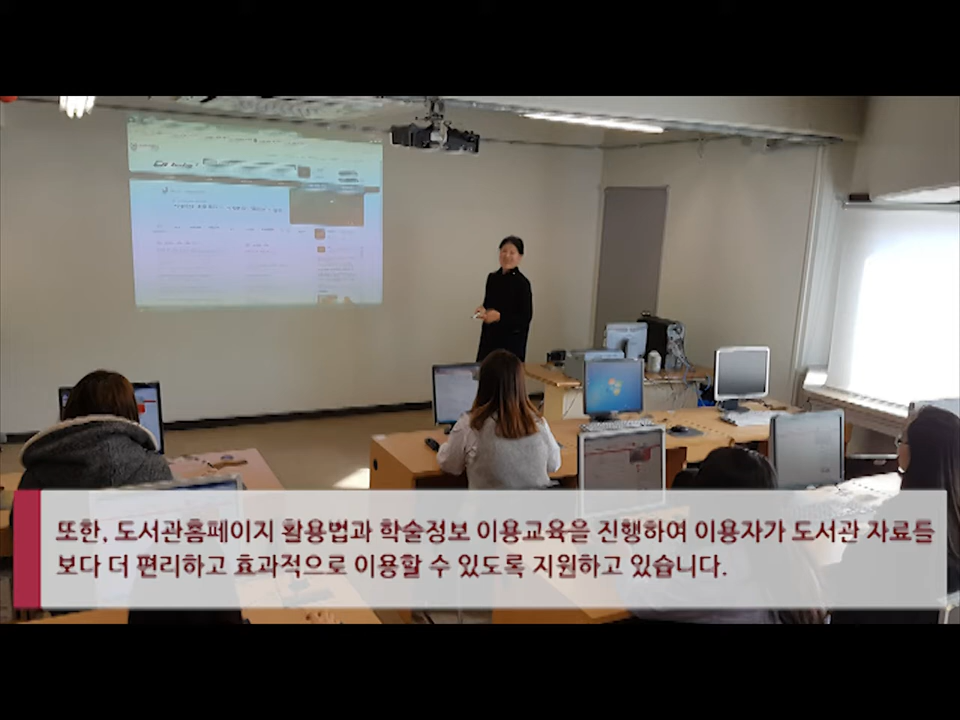 또한, 도서관홈페이지 활용법과 학술정보 이용교육을 진행하여 이용자가 도서관 자료들
보다 더 편리하고 효과적으로 이용할 수 있도록 지원하고 있습니다.